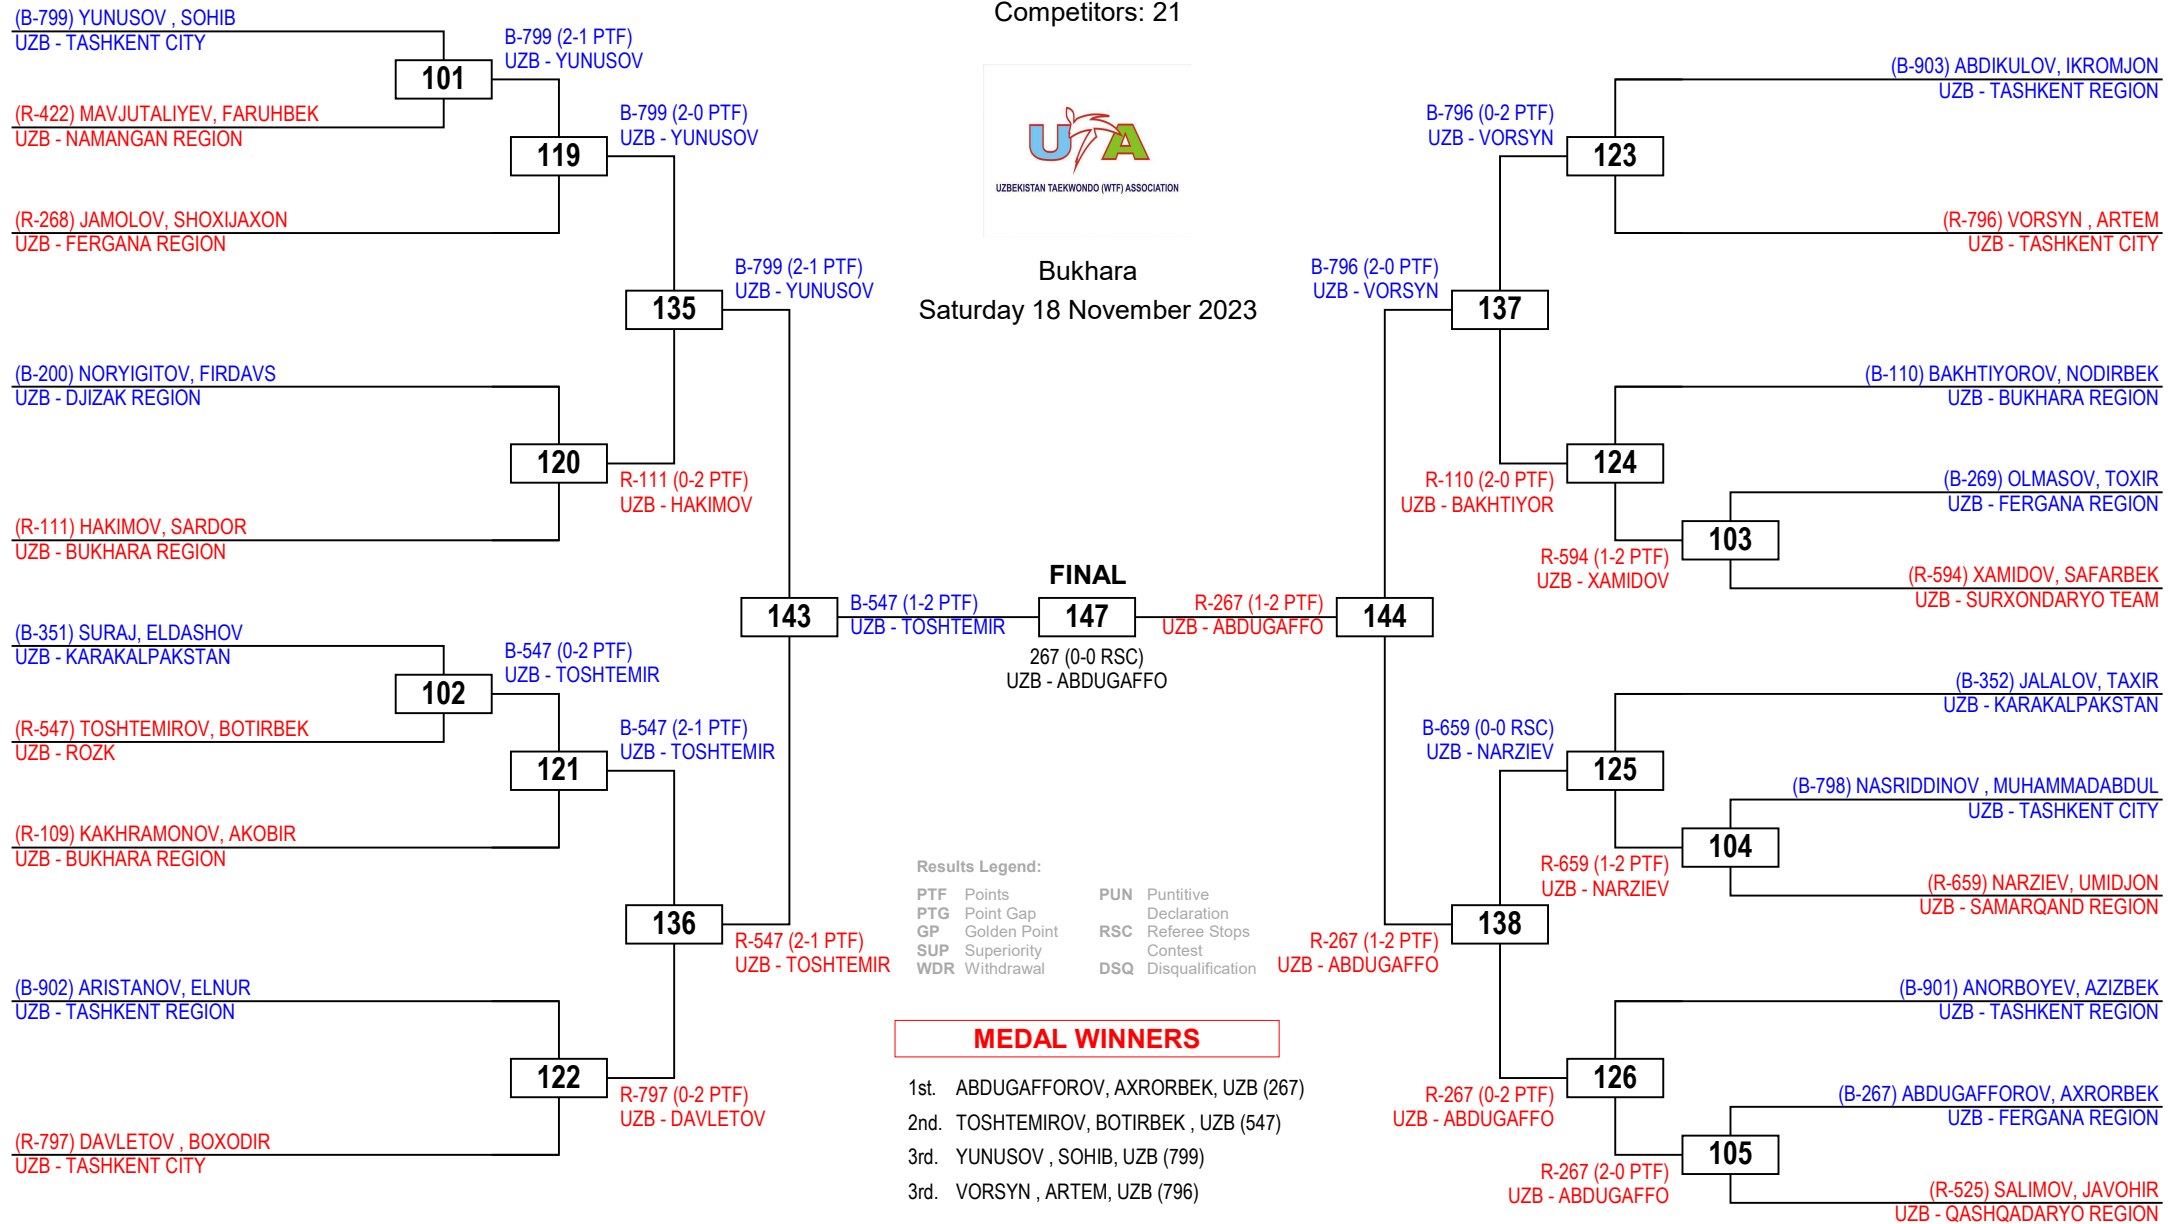 Competitors: 21
UTA
UZBEKISTAN TAEKWONDO (WTF) ASSOCIATION
Bukhara
Saturday 18 November 2023
(B-799) YUNUSOV , SOHIB
UZB - TASHKENT CITY
101
B-799 (2-1 PTF)
UZB - YUNUSOV
(R-422) MAVJUTALIYEV, FARUHBEK
UZB - NAMANGAN REGION
119
B-799 (2-0 PTF)
UZB - YUNUSOV
(R-268) JAMOLOV, SHOXIJAXON
UZB - FERGANA REGION
135
B-799 (2-1 PTF)
UZB - YUNUSOV
(B-200) NORYIGITOV, FIRDAVS
UZB - DJIZAK REGION
120
R-111 (0-2 PTF)
UZB - HAKIMOV
(R-111) HAKIMOV, SARDOR
UZB - BUKHARA REGION
143
B-547 (1-2 PTF)
UZB - TOSHTEMIR
(B-351) SURAJ, ELDASHOV
UZB - KARAKALPAKSTAN
102
B-547 (0-2 PTF)
UZB - TOSHTEMIR
(R-547) TOSHTEMIROV, BOTIRBEK
UZB - ROZK
121
B-547 (2-1 PTF)
UZB - TOSHTEMIR
(R-109) KAKHRAMONOV, AKOBIR
UZB - BUKHARA REGION
136
R-547 (2-1 PTF)
UZB - TOSHTEMIR
(B-902) ARISTANOV, ELNUR
UZB - TASHKENT REGION
122
R-797 (0-2 PTF)
UZB - DAVLETOV
(R-797) DAVLETOV , BOXODIR
UZB - TASHKENT CITY
FINAL
147
267 (0-0 RSC)
UZB - ABDUGAFFO
(B-903) ABDIKULOV, IKROMJON
UZB - TASHKENT REGION
B-796 (0-2 PTF)
UZB - VORSYN
123
(R-796) VORSYN , ARTEM
UZB - TASHKENT CITY
B-796 (2-0 PTF)
UZB - VORSYN
137
(B-110) BAKHTIYOROV, NODIRBEK
UZB - BUKHARA REGION
R-110 (2-0 PTF)
UZB - BAKHTIYOR
124
(B-269) OLMASOV, TOXIR
UZB - FERGANA REGION
R-594 (1-2 PTF)
UZB - XAMIDOV
103
(R-594) XAMIDOV, SAFARBEK
UZB - SURXONDARYO TEAM
R-267 (1-2 PTF)
UZB - ABDUGAFFO
144
(B-352) JALALOV, TAXIR
UZB - KARAKALPAKSTAN
B-659 (0-0 RSC)
UZB - NARZIEV
125
(B-798) NASRIDDINOV , MUHAMMADABDUL
UZB - TASHKENT CITY
R-659 (1-2 PTF)
UZB - NARZIEV
104
(R-659) NARZIEV, UMIDJON
UZB - SAMARQAND REGION
R-267 (1-2 PTF)
UZB - ABDUGAFFO
138
(B-901) ANORBOYEV, AZIZBEK
UZB - TASHKENT REGION
R-267 (0-2 PTF)
UZB - ABDUGAFFO
126
(B-267) ABDUGAFFOROV, AXRORBEK
UZB - FERGANA REGION
R-267 (2-0 PTF)
UZB - ABDUGAFFO
105
(R-525) SALIMOV, JAVOHIR
UZB - QASHQADARYO REGION
Results Legend:
PTF Points
PTG Point Gap
GP Golden Point
SUP Superiority
WDR Withdrawal
PUN Puntitive
Declaration
RSC Referee Stops
Contest
DSQ Disqualification
MEDAL WINNERS
1st. ABDUGAFFOROV, AXRORBEK, UZB (267)
2nd. TOSHTEMIROV, BOTIRBEK , UZB (547)
3rd. YUNUSOV , SOHIB, UZB (799)
3rd. VORSYN , ARTEM, UZB (796)